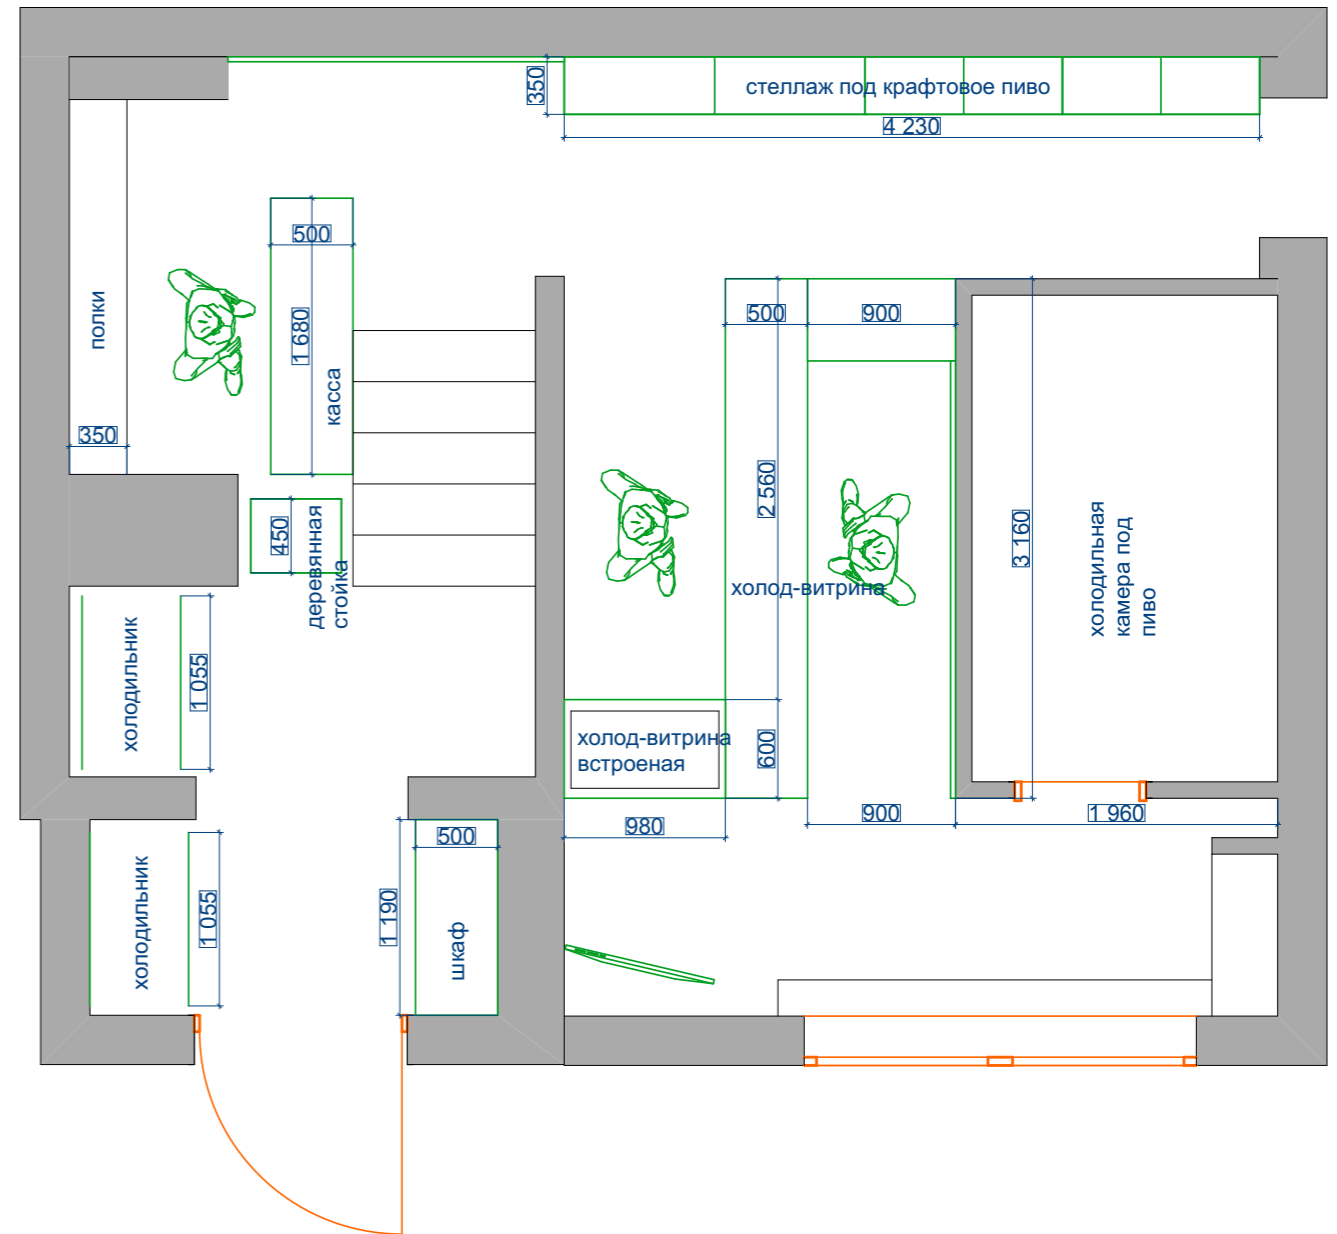 350
стеллаж под крафтовое пиво
4 230
500
1 680
касса
полки
350
500
900
2 560
3 160
холодильная
камера под
пиво
450
деревянная
стойка
холод-витрина
холодильник
1 055
холод-витрина
встроеная
600
980
900
1 960
холодильник
1 055
500
1 190
шкаф